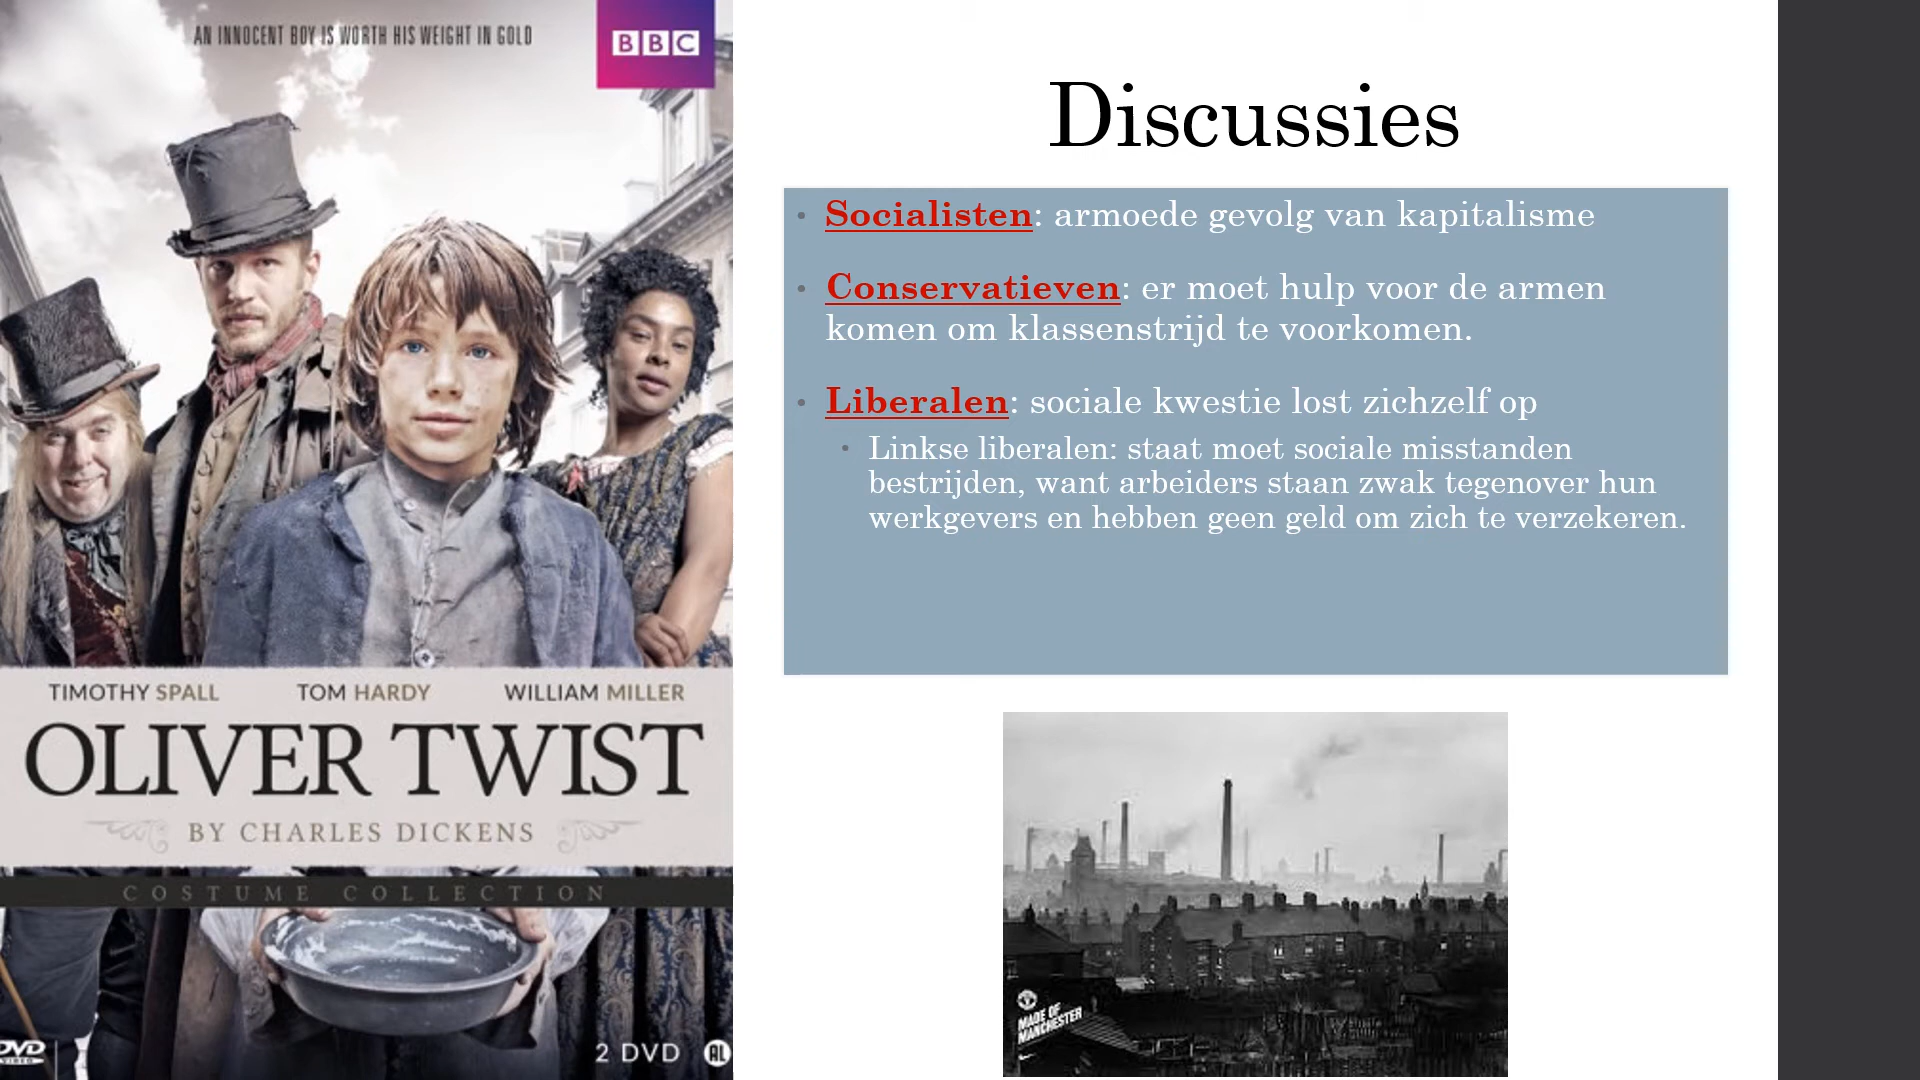 AN INNOCENT BOY IS WORTH HIS WEIGHT IN GOLD
BBC
TIMOTHY SPALL TOM HARDY WILLIAM MILLER
OLIVER TWIST
BY CHARLES DICKENS
COSTUME COLLECTION
DVD
VIDEO
2 DVD
AL
Discussies
• Socialisten: armoede gevolg van kapitalisme
• Conservatieven: er moet hulp voor de armen
komen om klassenstrijd te voorkomen.
• Liberalen: sociale kwestie lost zichzelf op
• Linkse liberalen: staat moet sociale misstanden
bestrijden, want arbeiders staan zwak tegenover hun
werkgevers en hebben geen geld om zich te verzekeren.
MADE OF
MANCHESTER